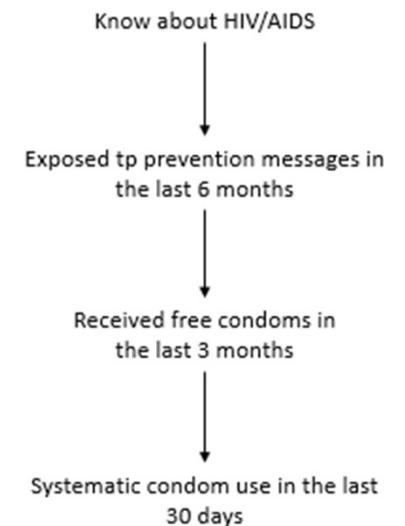 Know about HIV/AIDS
Exposed tp prevention messages in
the last 6 months
Received free condoms in
the last 3 months
Systematic condom use in the last
30 days